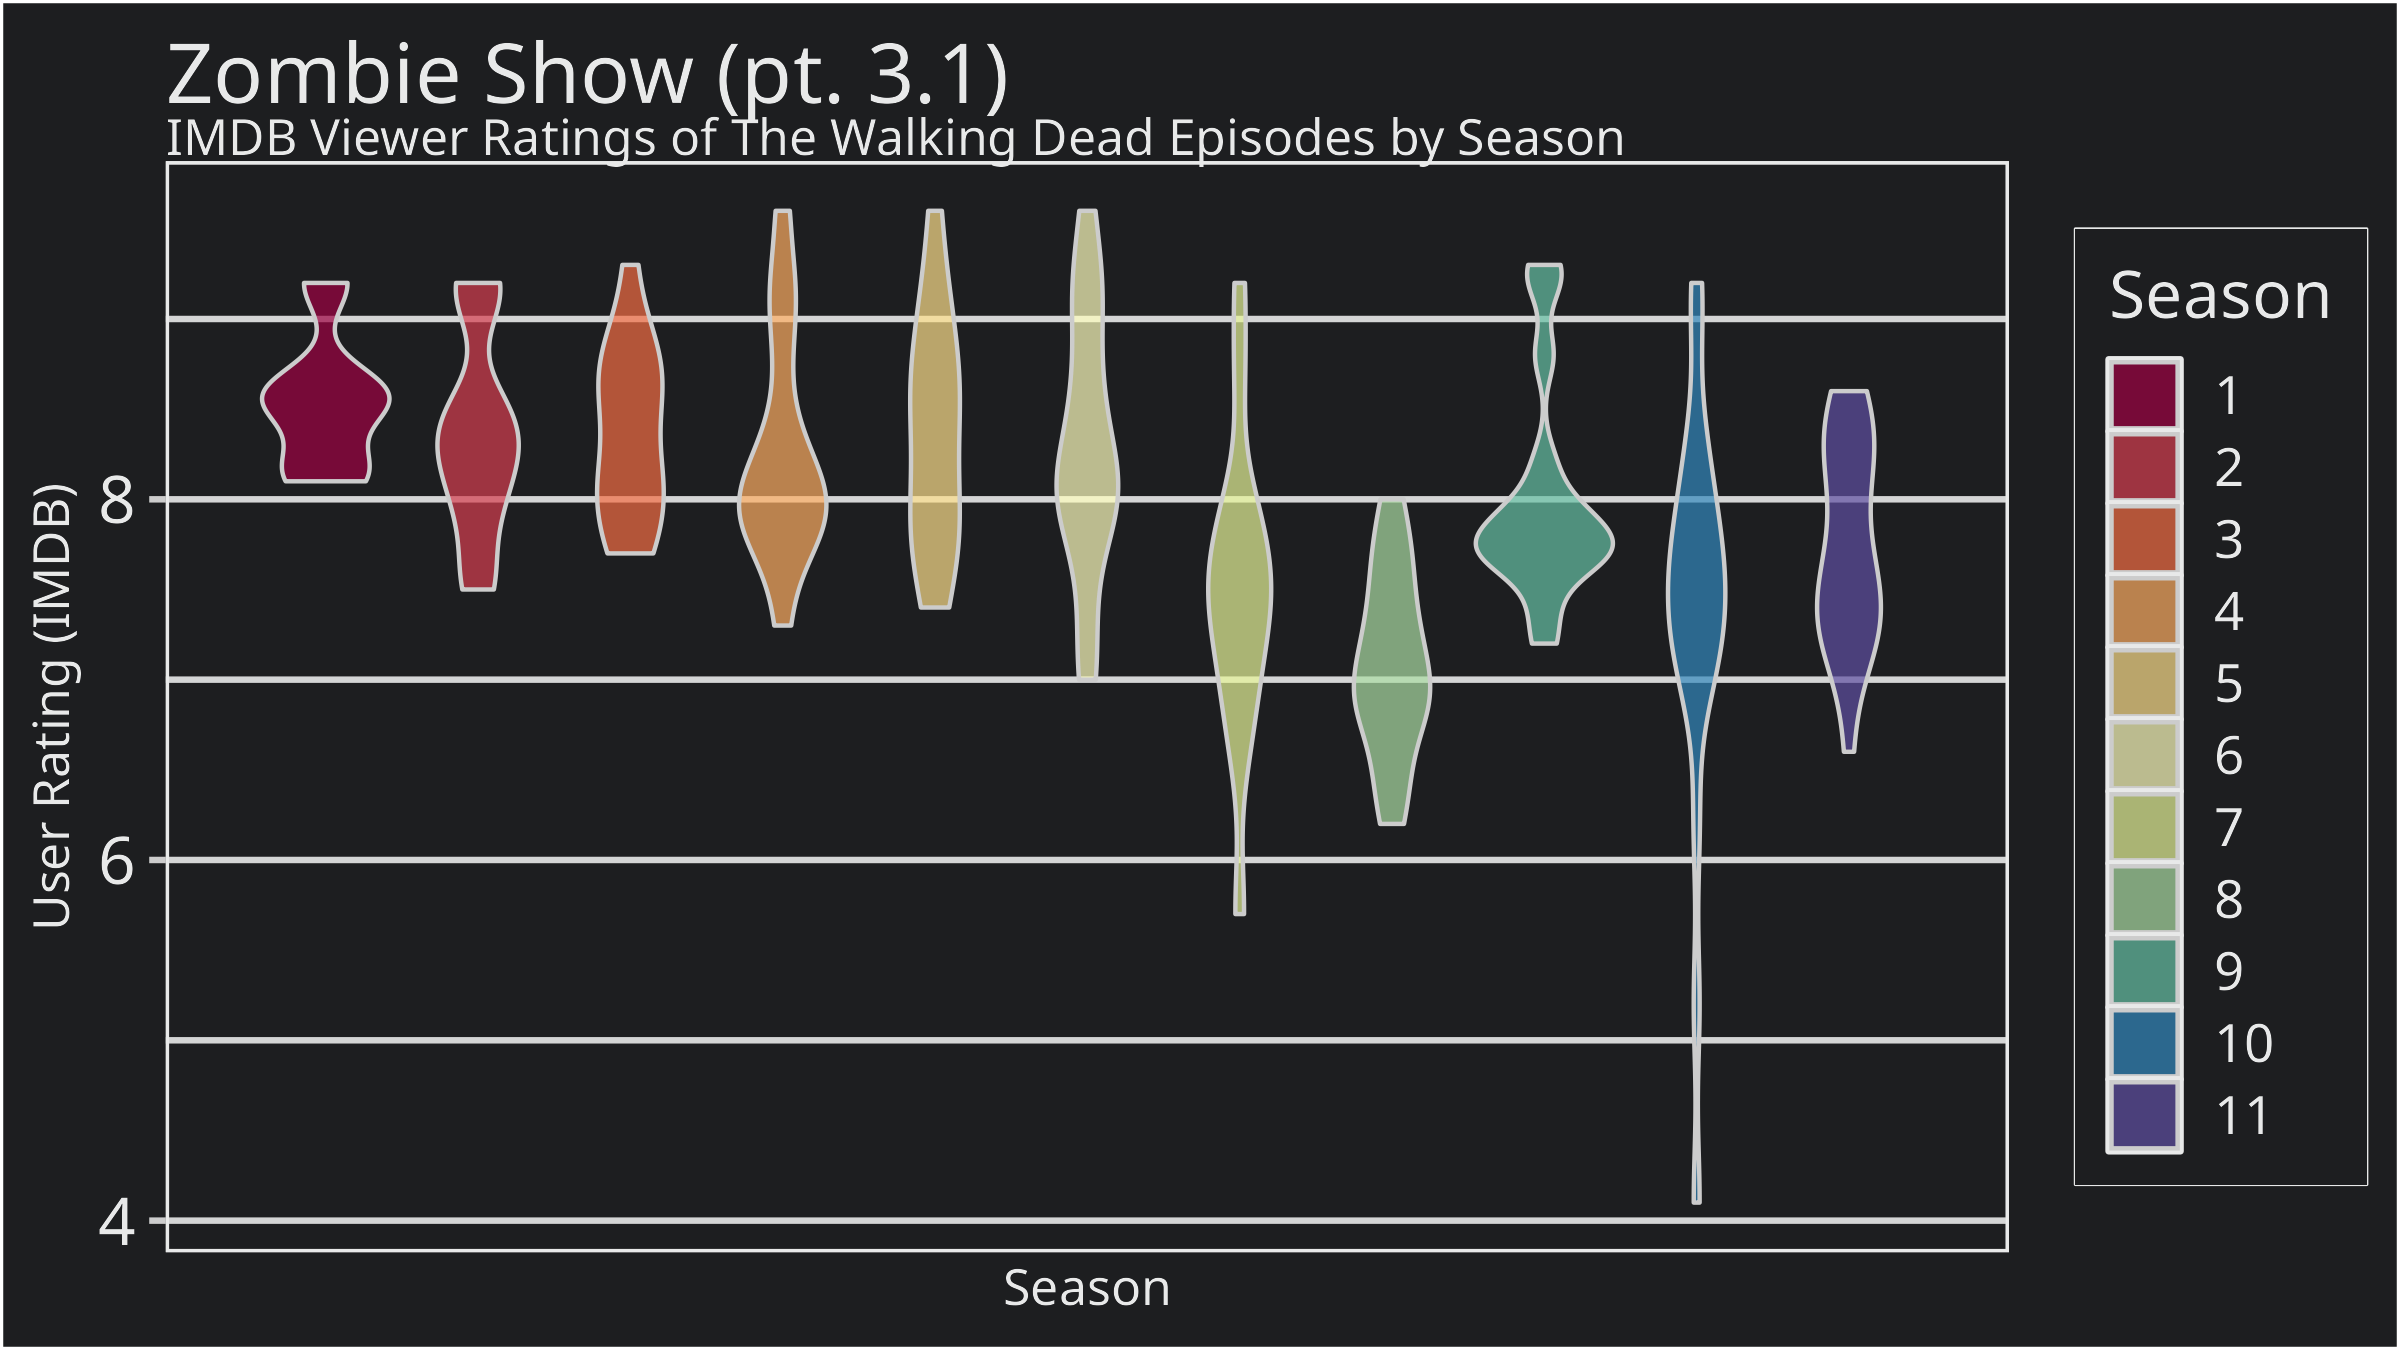 Zombie Show (pt. 3.1)
IMDB Viewer Ratings of The Walking Dead Episodes by Season
User Rating (IMDB)
8
6
4
Season
Season
1
2
3
4
5
6
7
8
9
10
11